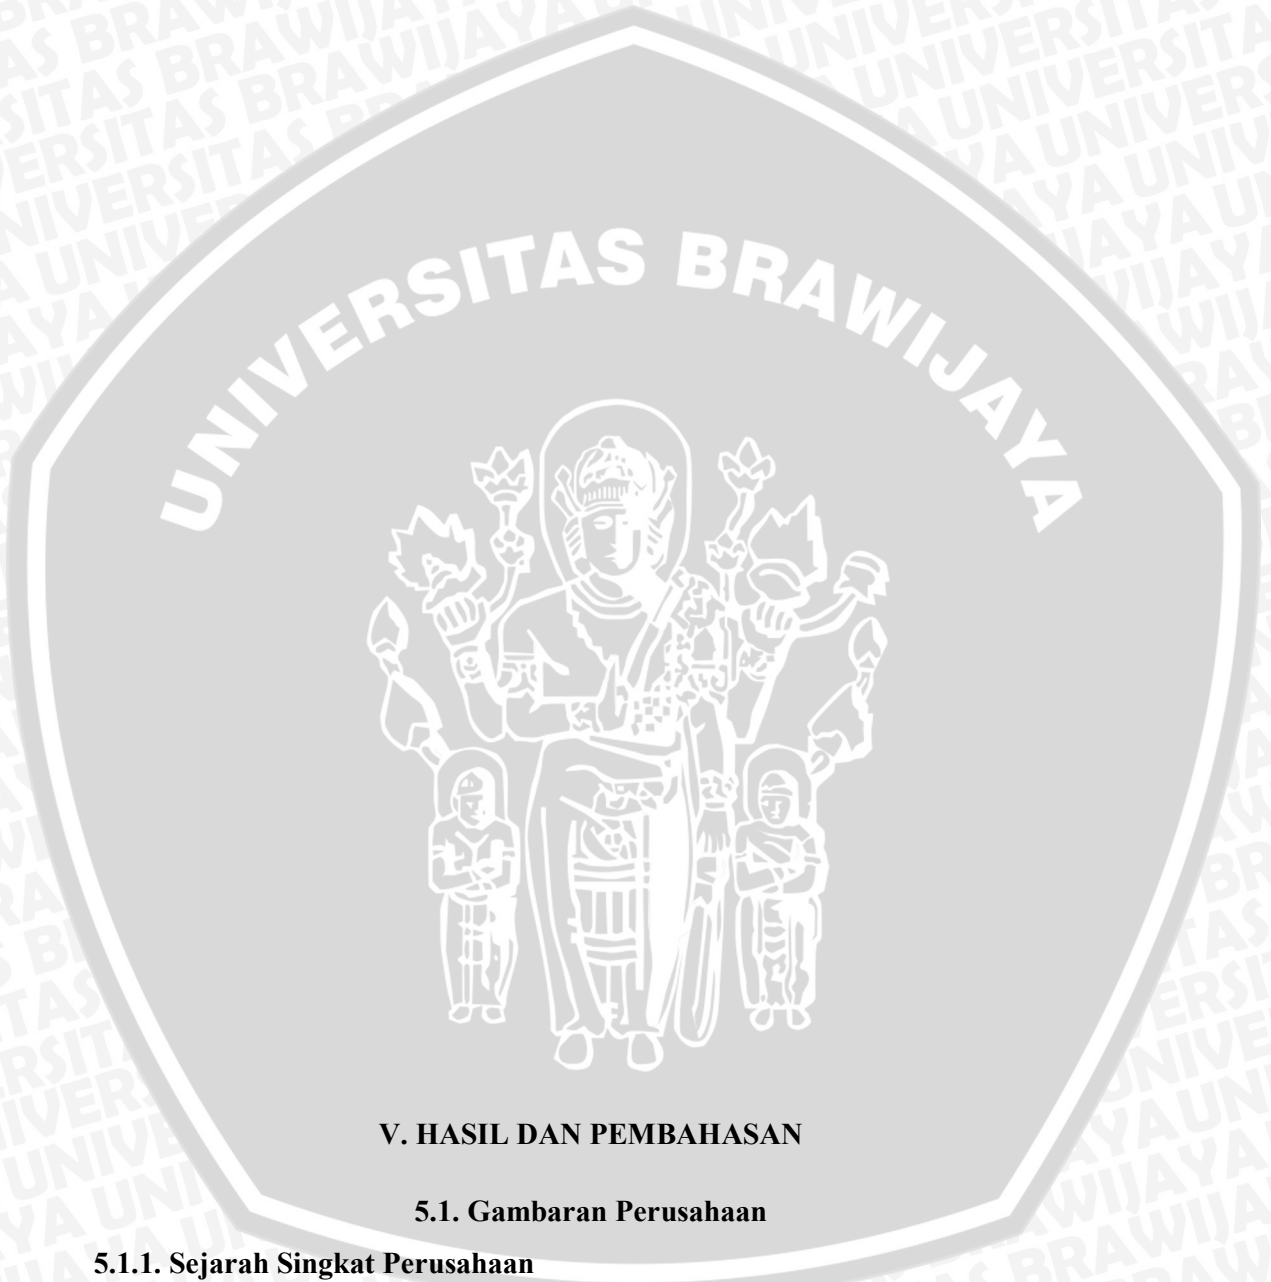 UNIVERSITAS BRAWIJAYA
V. HASIL DAN PEMBAHASAN
5.1. Gambaran Perusahaan
5.1.1. Sejarah Singkat Perusahaan